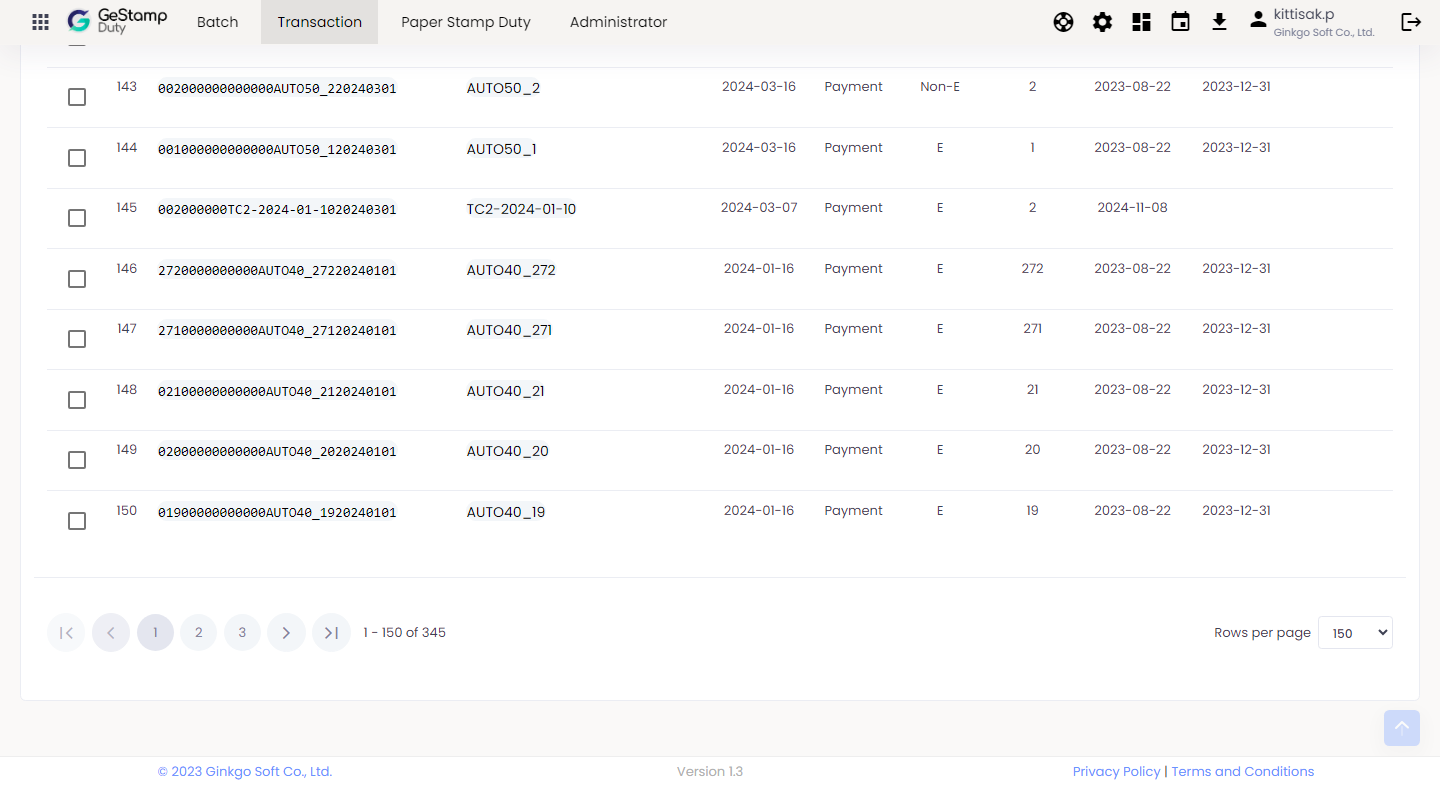 GeStamp Duty Batch Transaction Paper Stamp Duty Administrator kittisak.p
Ginkgo Soft Co., Ltd.
143 002000000000000AUTO50_220240301 AUTO50_2 2024-03-16 Payment Non-E 2 2023-08-22 2023-12-31
144 001000000000000AUTO50_120240301 AUTO50_1 2024-03-16 Payment E 1 2023-08-22 2023-12-31
145 002000000TC2-2024-01-1020240301 TC2-2024-01-10 2024-03-07 Payment E 2 2024-11-08
146 2720000000000AUTO40_27220240101 AUTO40_272 2024-01-16 Payment E 272 2023-08-22 2023-12-31
147 2710000000000AUTO40_27120240101 AUTO40_271 2024-01-16 Payment E 271 2023-08-22 2023-12-31
148 02100000000000AUTO40_2120240101 AUTO40_21 2024-01-16 Payment E 21 2023-08-22 2023-12-31
149 02000000000000AUTO40_2020240101 AUTO40_20 2024-01-16 Payment E 20 2023-08-22 2023-12-31
150 01900000000000AUTO40_1920240101 AUTO40_19 2024-01-16 Payment E 19 2023-08-22 2023-12-31
1 2 3 1 - 150 of 345 Rows per page 150
© 2023 Ginkgo Soft Co., Ltd. Version 1.3 Privacy Policy | Terms and Conditions